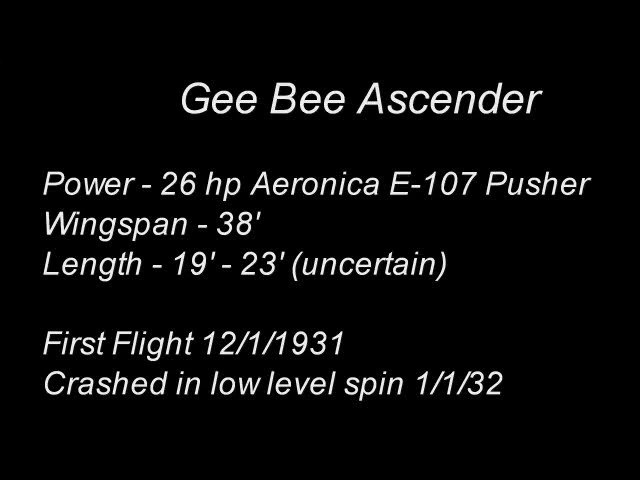 Gee Bee Ascender
Power - 26 hp Aeronica E-107 Pusher
Wingspan - 38'
Length - 19' - 23' (uncertain)
First Flight 12/1/1931
Crashed in low level spin 1/1/32